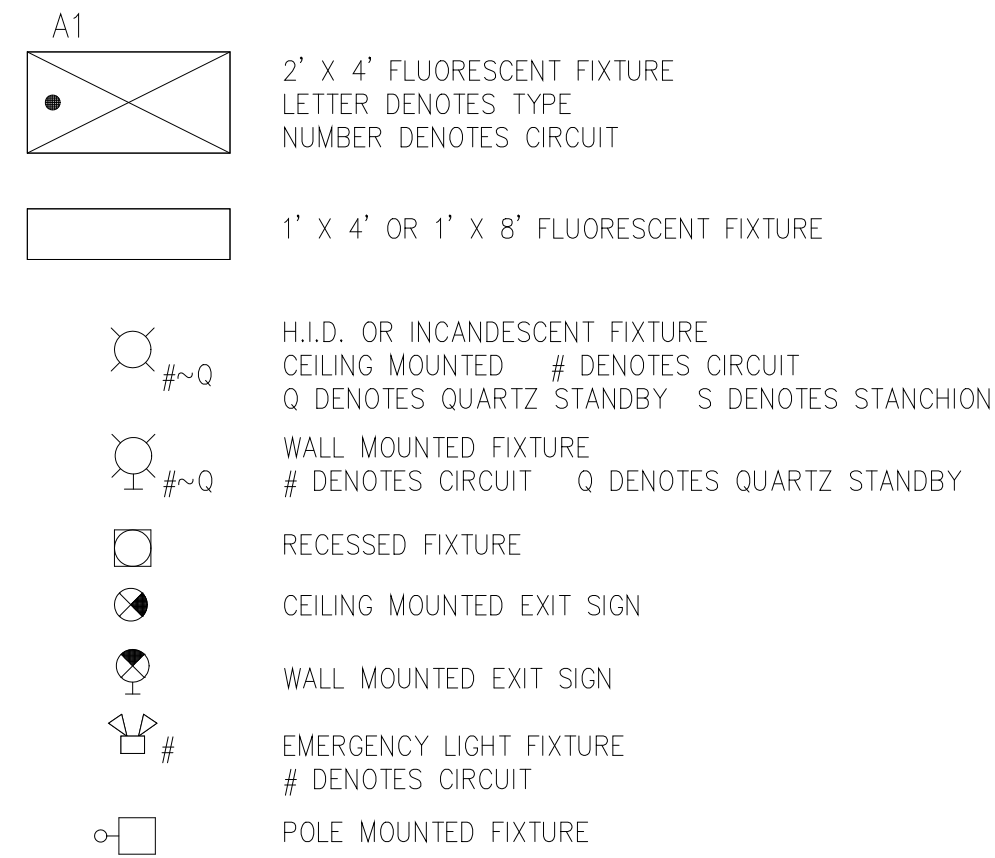 A1
2' X 4' FLUORESCENT FIXTURE
LETTER DENOTES TYPE
NUMBER DENOTES CIRCUIT
1' X 4' OR 1' X 8' FLUORESCENT FIXTURE
H.I.D. OR INCANDESCENT FIXTURE
#~Q CEILING MOUNTED # DENOTES CIRCUIT
Q DENOTES QUARTZ STANDBY S DENOTES STANCHION
WALL MOUNTED FIXTURE
#~Q # DENOTES CIRCUIT Q DENOTES QUARTZ STANDBY
RECESSED FIXTURE
CEILING MOUNTED EXIT SIGN
WALL MOUNTED EXIT SIGN
# EMERGENCY LIGHT FIXTURE
# DENOTES CIRCUIT
POLE MOUNTED FIXTURE